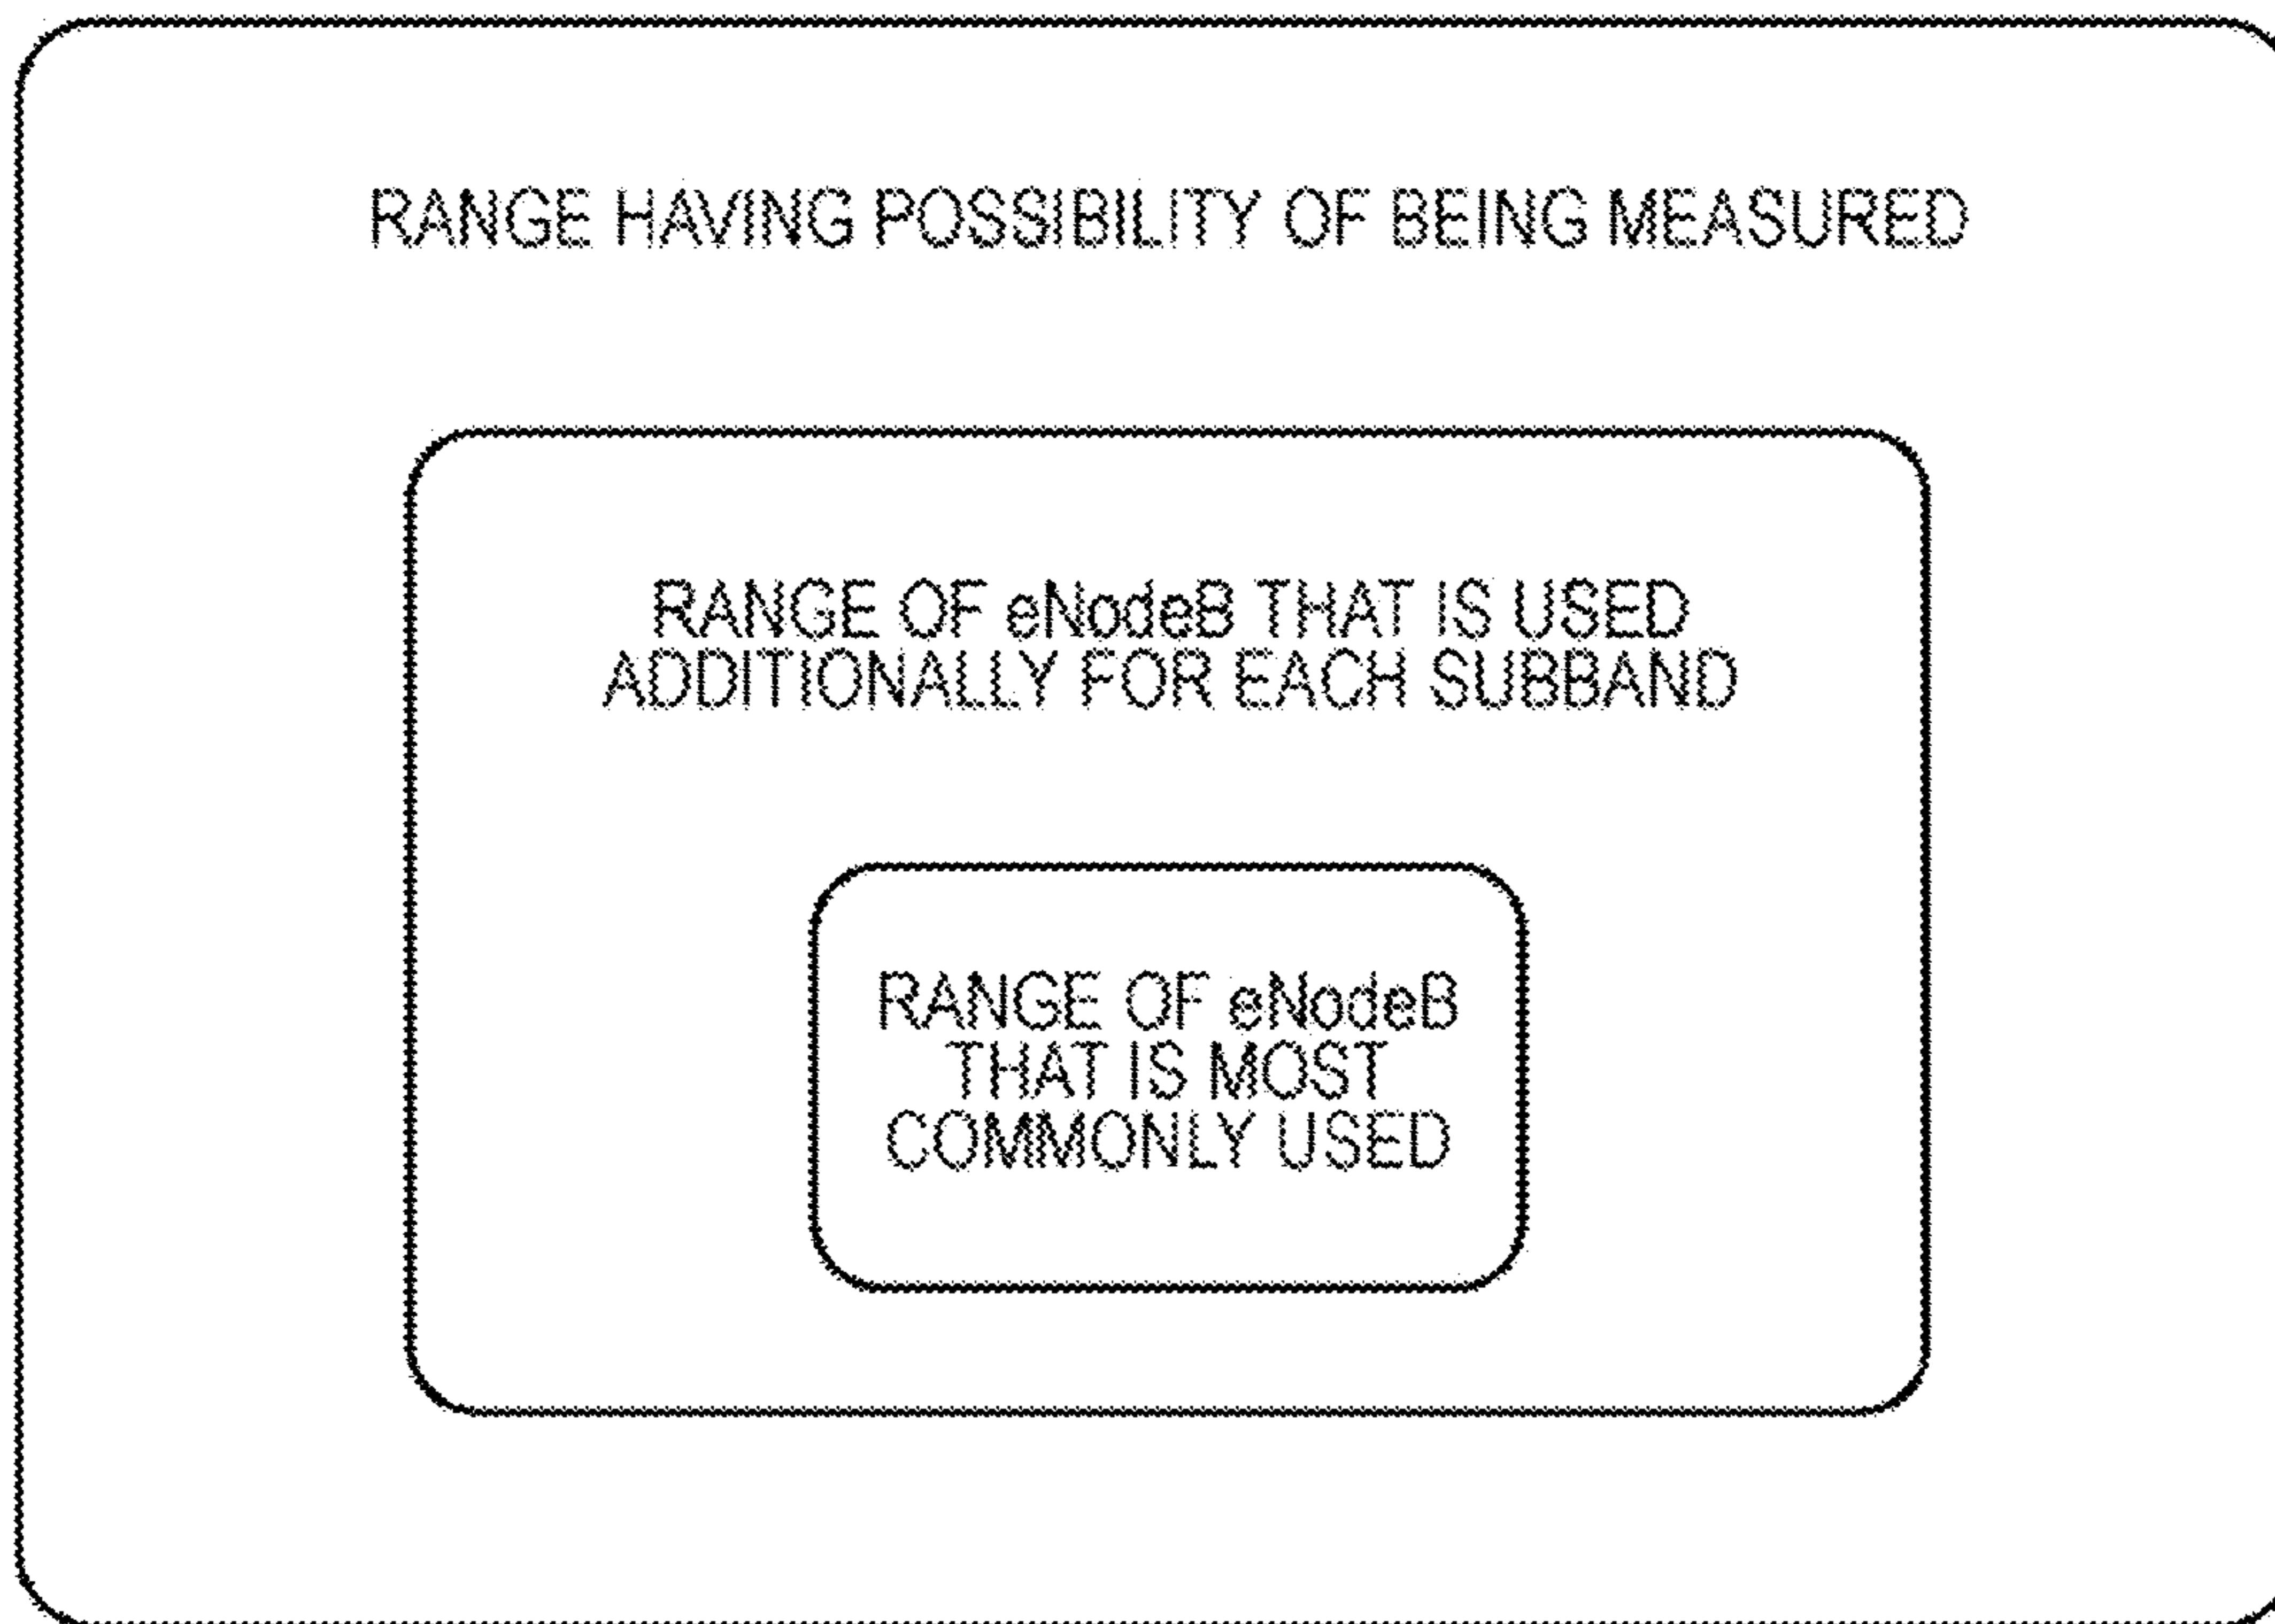 RANGE HAVING POSSIBILITY OF BEING MEASURED
RANGE OF eNodeB THAT IS USED
ADDITIONALLY FOR EACH SUBBAND
RANGE OF eNodeB
THAT IS MOST
COMMONLY USED